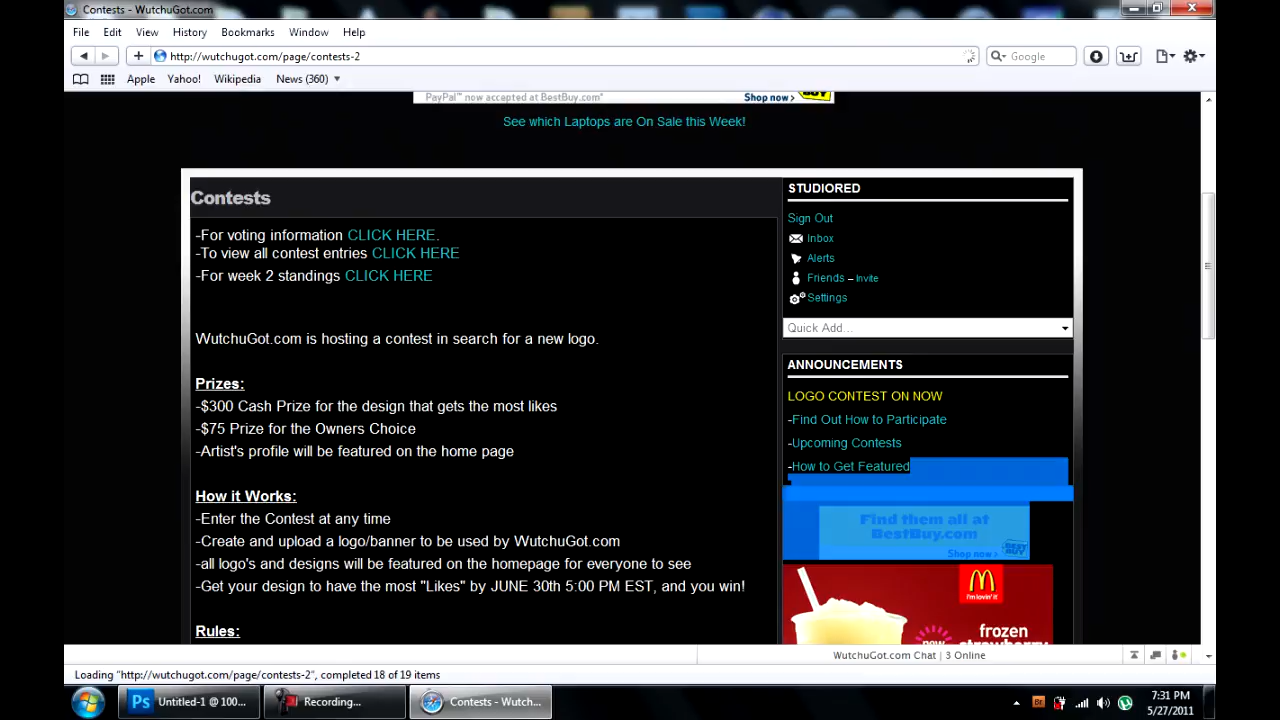 Contests - WutchuGot.com
File Edit View History Bookmarks Window Help
http://wutchugot.com/page/contests-2
Google
Apple Yahoo! Wikipedia News (360)
PayPal™ now accepted at BestBuy.com*
Shop now >
BUY
See which Laptops are On Sale this Week!
Contests
-For voting information CLICK HERE.
-To view all contest entries CLICK HERE
-For week 2 standings CLICK HERE
WutchuGot.com is hosting a contest in search for a new logo.
Prizes:
-$300 Cash Prize for the design that gets the most likes
-$75 Prize for the Owners Choice
-Artist's profile will be featured on the home page
How it Works:
-Enter the Contest at any time
-Create and upload a logo/banner to be used by WutchuGot.com
-all logo's and designs will be featured on the homepage for everyone to see
-Get your design to have the most "Likes" by JUNE 30th 5:00 PM EST, and you win!
Rules:
STUDIORED
Sign Out
Inbox
Alerts
Friends – Invite
Settings
Quick Add...
ANNOUNCEMENTS
LOGO CONTEST ON NOW
-Find Out How to Participate
-Upcoming Contests
-How to Get Featured
Find them all at
BestBuy.com
Shop now >
BEST BUY
i'm lovin' it
frozen
strawberry
WutchuGot.com Chat | 3 Online
Loading "http://wutchugot.com/page/contests-2", completed 18 of 19 items
Ps Untitled-1 @ 100...
Recording...
Contests - Wutch...
Br
7:31 PM
5/27/2011